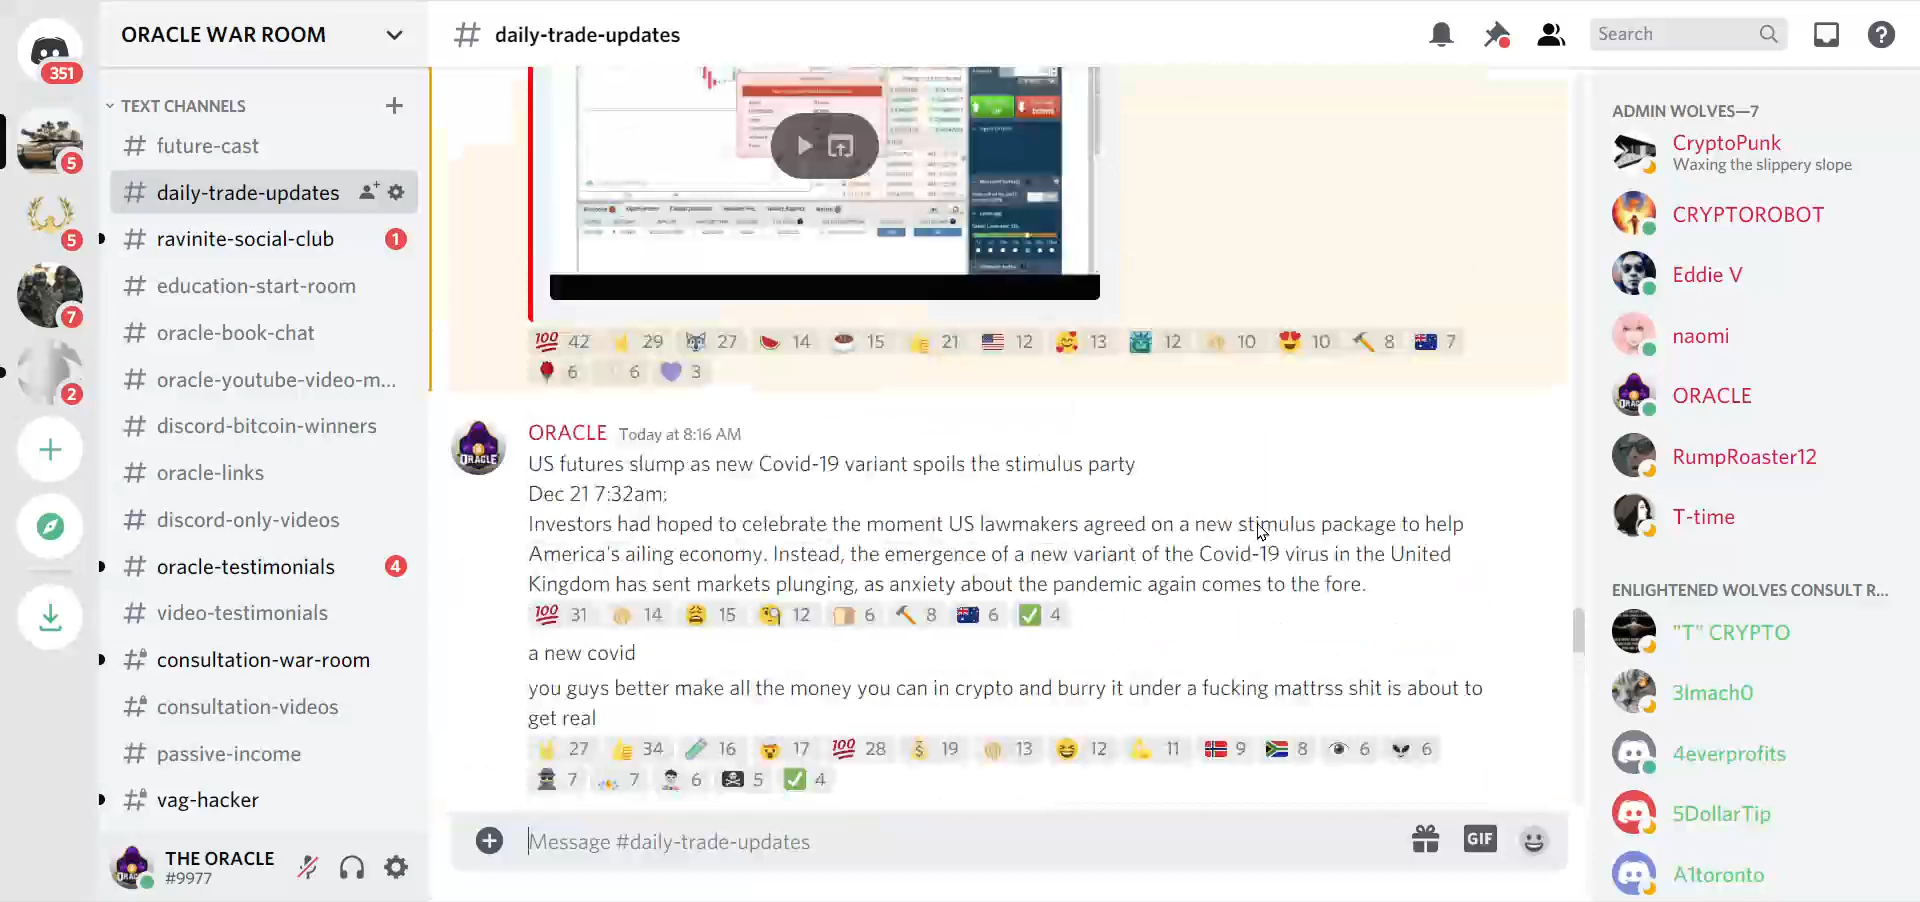 351
5
5
7
2
ORACLE WAR ROOM
TEXT CHANNELS
future-cast
daily-trade-updates
ravinite-social-club 1
education-start-room
oracle-book-chat
oracle-youtube-video-m...
discord-bitcoin-winners
oracle-links
discord-only-videos
oracle-testimonials 4
video-testimonials
consultation-war-room
consultation-videos
passive-income
vag-hacker
THE ORACLE
#9977
# daily-trade-updates
Search
100 42 29 27 14 15 21 12 13 12 10 10 8 7
6 6 3
ORACLE Today at 8:16 AM
US futures slump as new Covid-19 variant spoils the stimulus party
Dec 21 7:32am;
Investors had hoped to celebrate the moment US lawmakers agreed on a new stimulus package to help
America's ailing economy. Instead, the emergence of a new variant of the Covid-19 virus in the United
Kingdom has sent markets plunging, as anxiety about the pandemic again comes to the fore.
100 31 14 15 12 6 8 6 4
a new covid
you guys better make all the money you can in crypto and burry it under a fucking mattrss shit is about to
get real
27 34 16 17 100 28 19 13 12 11 9 8 6 6
7 7 6 5 4
Message #daily-trade-updates
GIF
ADMIN WOLVES—7
CryptoPunk
Waxing the slippery slope
CRYPTOROBOT
Eddie V
naomi
ORACLE
RumpRoaster12
T-time
ENLIGHTENED WOLVES CONSULT R...
"T" CRYPTO
3lmach0
4everprofits
5DollarTip
A1toronto